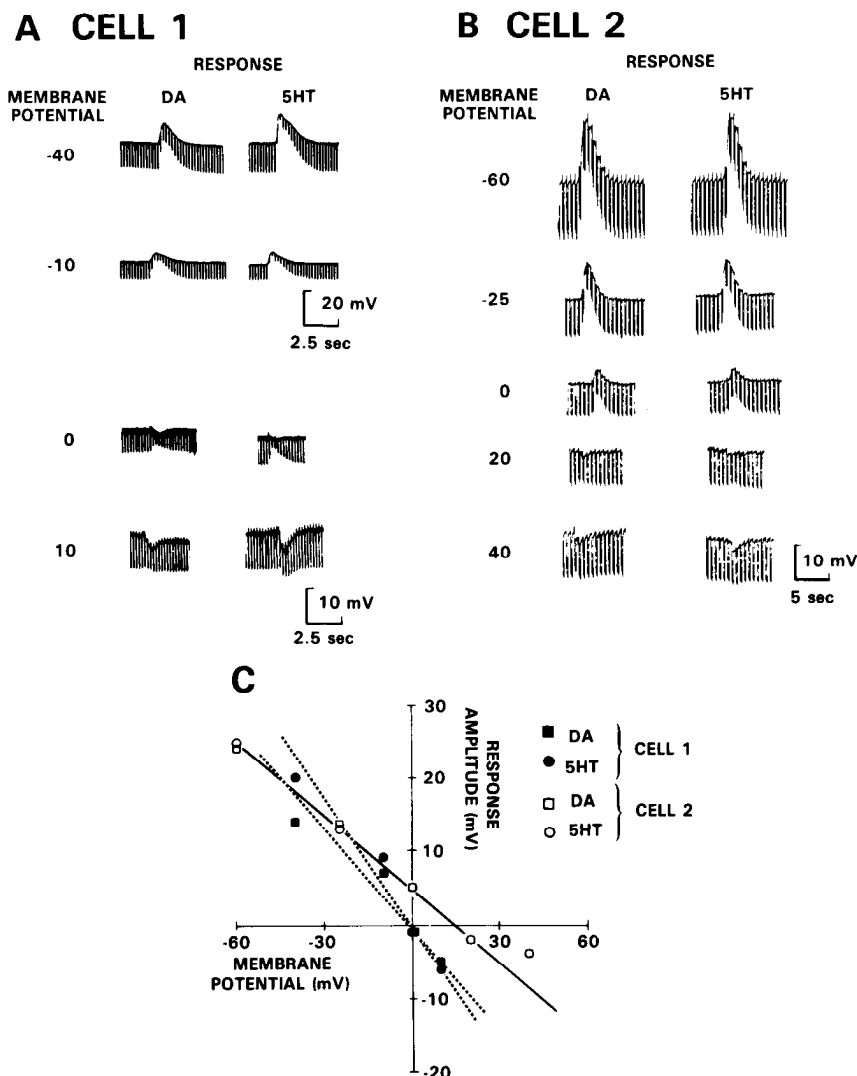 A CELL 1
RESPONSE
MEMBRANE
POTENTIAL
DA
5HT
-40
-10
20 mV
2.5 sec
0
10
10 mV
2.5 sec
B CELL 2
RESPONSE
MEMBRANE
POTENTIAL
DA
5HT
-60
-25
0
20
40
10 mV
5 sec
C
30
20
10
-10
-20
RESPONSE
AMPLITUDE (mV)
-60
-30
30
60
MEMBRANE
POTENTIAL (mV)
DA
5HT
CELL 1
DA
5HT
CELL 2